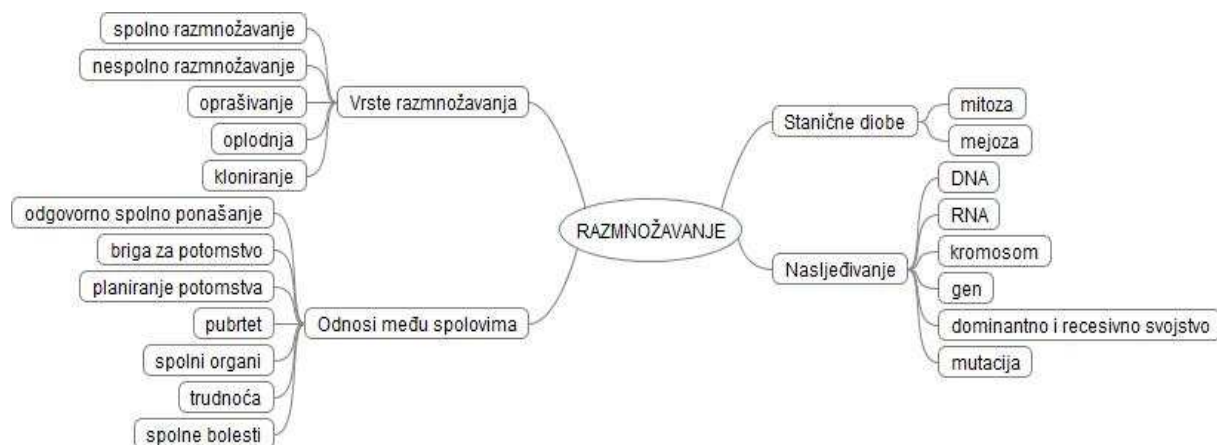 spolno razmnožavanje
nespolno razmnožavanje
oprašivanje
oplodnja
kloniranje
Vrste razmnožavanja
odgovorno spolno ponašanje
briga za potomstvo
planiranje potomstva
pubrtet
spolni organi
trudnoća
spolne bolesti
Odnosi među spolovima
RAZMNOŽAVANJE
Stanične diobe
mitoza
mejoza
Nasljeđivanje
DNA
RNA
kromosom
gen
dominantno i recesivno svojstvo
mutacija